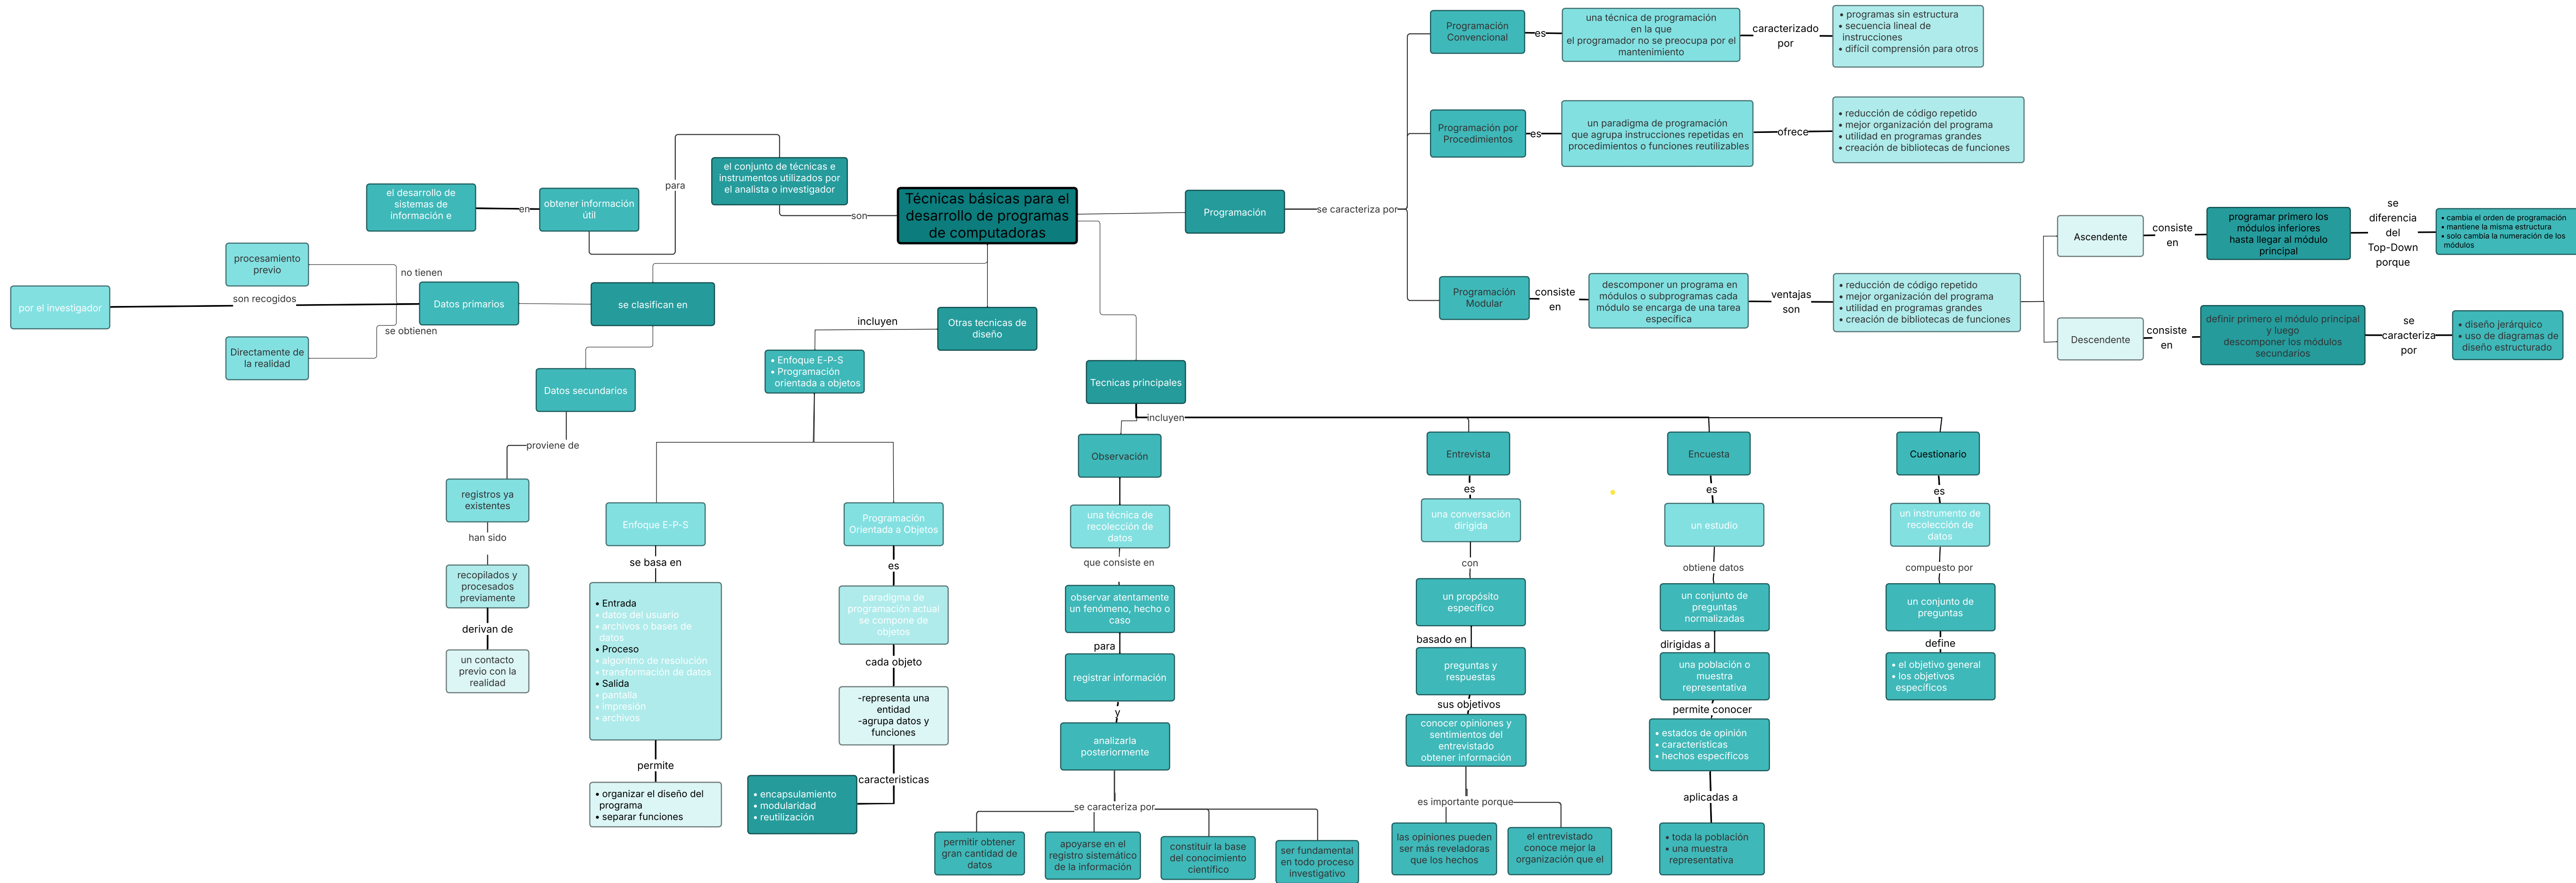 Técnicas básicas para el
desarrollo de programas
de computadoras
son
el conjunto de técnicas e
instrumentos utilizados por
el analista o investigador
para
obtener información
útil
en
el desarrollo de
sistemas de
información e
se clasifican en
Datos primarios
no tienen
procesamiento
previo
son recogidos
por el investigador
se obtienen
Directamente de
la realidad
Datos secundarios
proviene de
registros ya
existentes
han sido
recopilados y
procesados
previamente
derivan de
un contacto
previo con la
realidad
Otras tecnicas de
diseño
incluyen
• Enfoque E-P-S
• Programación
orientada a objetos
Enfoque E-P-S
se basa en
• Entrada
• datos del usuario
• archivos o bases de
datos
• Proceso
• algoritmo de resolución
• transformación de datos
• Salida
• pantalla
• impresión
• archivos
permite
• organizar el diseño del
programa
• separar funciones
Programación
Orientada a Objetos
es
paradigma de
programación actual
se compone de
objetos
cada objeto
-representa una
entidad
-agrupa datos y
funciones
caracteristicas
• encapsulamiento
• modularidad
• reutilización
Tecnicas principales
incluyen
Observación
una técnica de
recolección de
datos
que consiste en
observar atentamente
un fenómeno, hecho o
caso
para
registrar información
y
analizarla
posteriormente
se caracteriza por
permitir obtener
gran cantidad de
datos
apoyarse en el
registro sistemático
de la información
constituir la base
del conocimiento
científico
ser fundamental
en todo proceso
investigativo
Entrevista
es
una conversación
dirigida
con
un propósito
específico
basado en
preguntas y
respuestas
sus objetivos
conocer opiniones y
sentimientos del
entrevistado
obtener información
es importante porque
las opiniones pueden
ser más reveladoras
que los hechos
el entrevistado
conoce mejor la
organización que el
Encuesta
es
un estudio
obtiene datos
un conjunto de
preguntas
normalizadas
dirigidas a
una población o
muestra
representativa
permite conocer
• estados de opinión
• características
• hechos específicos
aplicadas a
• toda la población
• una muestra
representativa
Cuestionario
es
un instrumento de
recolección de
datos
compuesto por
un conjunto de
preguntas
define
• el objetivo general
• los objetivos
específicos
Programación
se caracteriza por
Programación
Convencional
es
una técnica de programación
en la que
el programador no se preocupa por el
mantenimiento
caracterizado
por
• programas sin estructura
• secuencia lineal de
instrucciones
• difícil comprensión para otros
Programación por
Procedimientos
es
un paradigma de programación
que agrupa instrucciones repetidas en
procedimientos o funciones reutilizables
ofrece
• reducción de código repetido
• mejor organización del programa
• utilidad en programas grandes
• creación de bibliotecas de funciones
Programación
Modular
consiste
en
descomponer un programa en
módulos o subprogramas cada
módulo se encarga de una tarea
específica
ventajas
son
• reducción de código repetido
• mejor organización del programa
• utilidad en programas grandes
• creación de bibliotecas de funciones
Ascendente
consiste
en
programar primero los
módulos inferiores
hasta llegar al módulo
principal
se
diferencia
del
Top-Down
porque
• cambia el orden de programación
• mantiene la misma estructura
• solo cambia la numeración de los
módulos
Descendente
consiste
en
definir primero el módulo principal
y luego
descomponer los módulos
secundarios
se
caracteriza
por
• diseño jerárquico
• uso de diagramas de
diseño estructurado